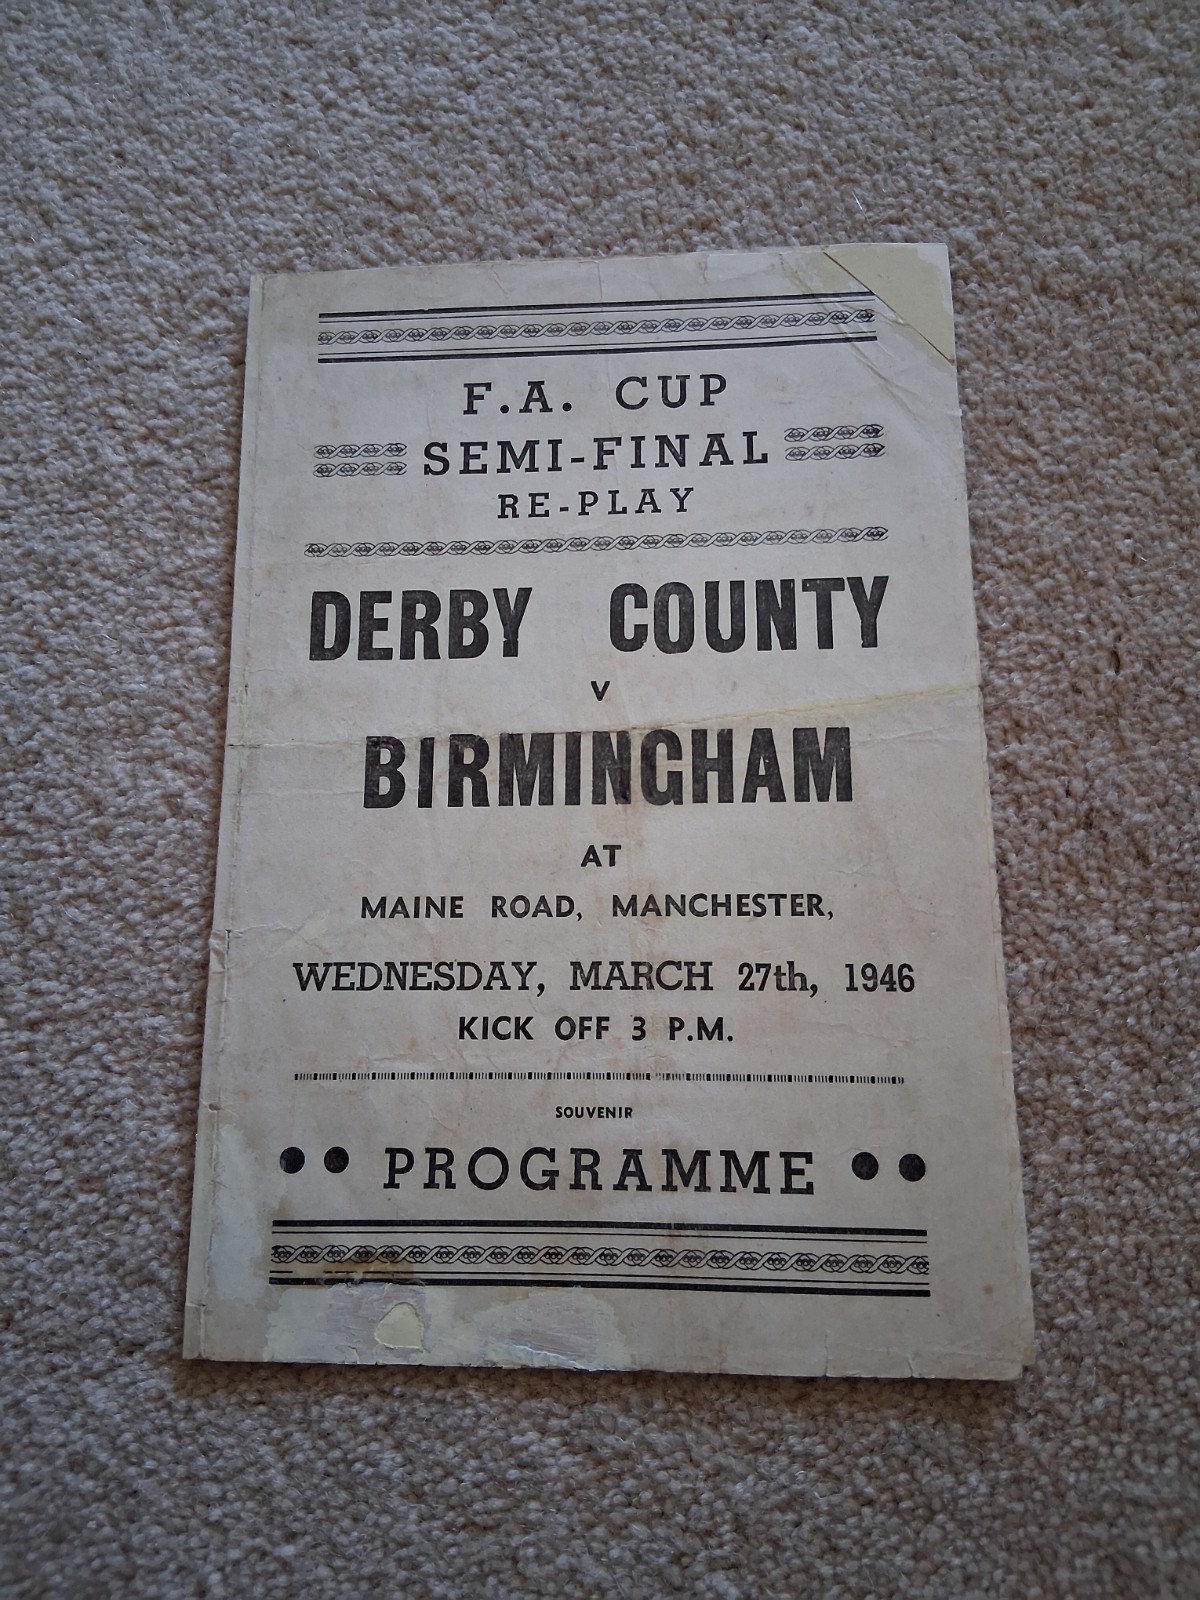 F.A. CUP
SEMI-FINAL
RE-PLAY
DERBY COUNTY
V
BIRMINGHAM
AT
MAINE ROAD, MANCHESTER,
WEDNESDAY, MARCH 27th, 1946
KICK OFF 3 P.M.
SOUVENIR
PROGRAMME